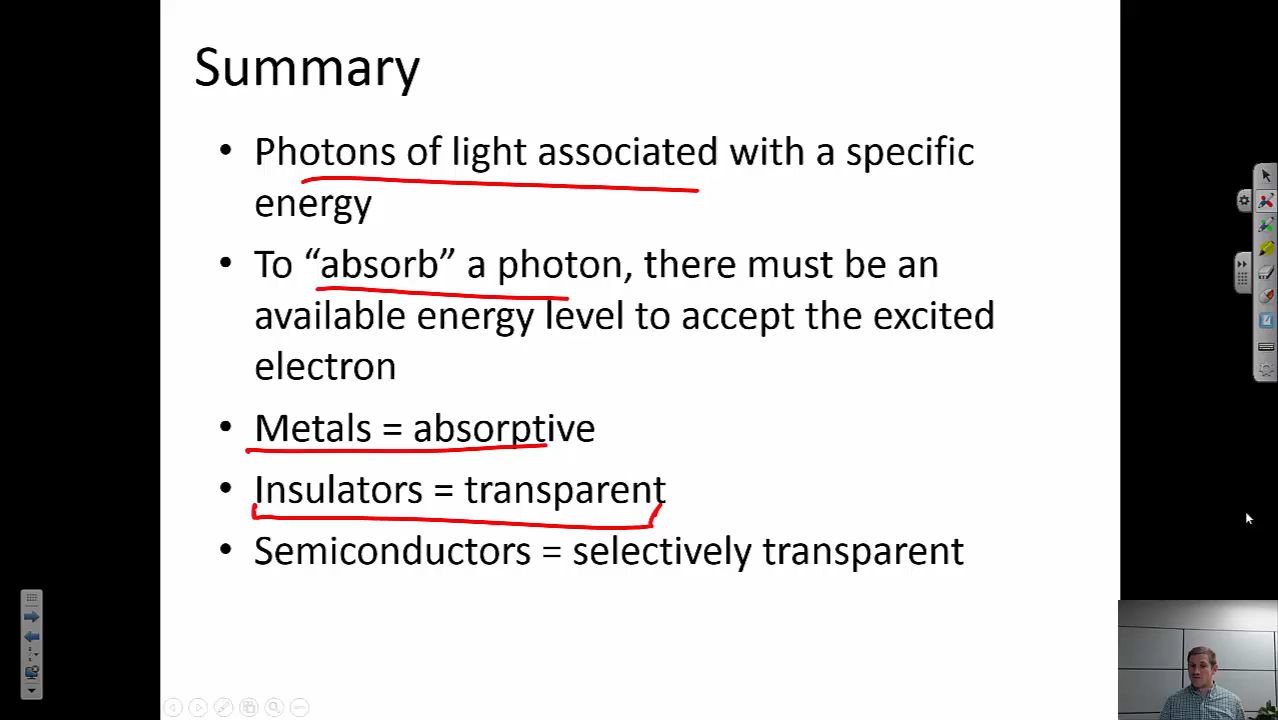 Summary
• Photons of light associated with a specific
energy
• To “absorb” a photon, there must be an
available energy level to accept the excited
electron
• Metals = absorptive
• Insulators = transparent
• Semiconductors = selectively transparent